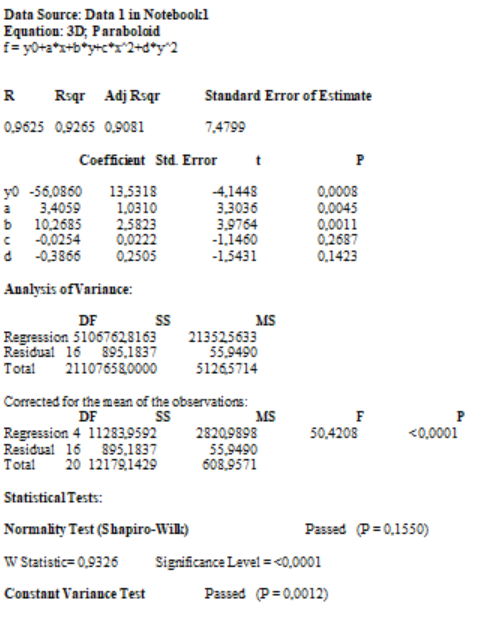 Data Source: Data 1 in Notebook1
Equation: 3D; Paraboloid
f= y0+a*x+b*y+c*x^2+d*y^2
R Rsqr Adj Rsqr Standard Error of Estimate
0,9625 0,9265 0,9081 7,4799
Coefficient Std. Error t P
y0 -56,0860 13,5318 -4,1448 0,0008
a 3,4059 1,0310 3,3036 0,0045
b 10,2685 2,5823 3,9764 0,0011
c -0,0254 0,0222 -1,1460 0,2687
d -0,3866 0,2505 -1,5431 0,1423
Analysis of Variance:
DF SS MS
Regression 5106762,8163 21352,5633
Residual 16 895,1837 55,9490
Total 21107658,0000 5126,5714
Corrected for the mean of the observations:
DF SS MS F P
Regression 4 11283,9592 2820,9898 50,4208 <0,0001
Residual 16 895,1837 55,9490
Total 20 12179,1429 608,9571
Statistical Tests:
Normality Test (Shapiro-Wilk) Passed (P = 0,1550)
W Statistic= 0,9326 Significance Level = <0,0001
Constant Variance Test Passed (P = 0,0012)